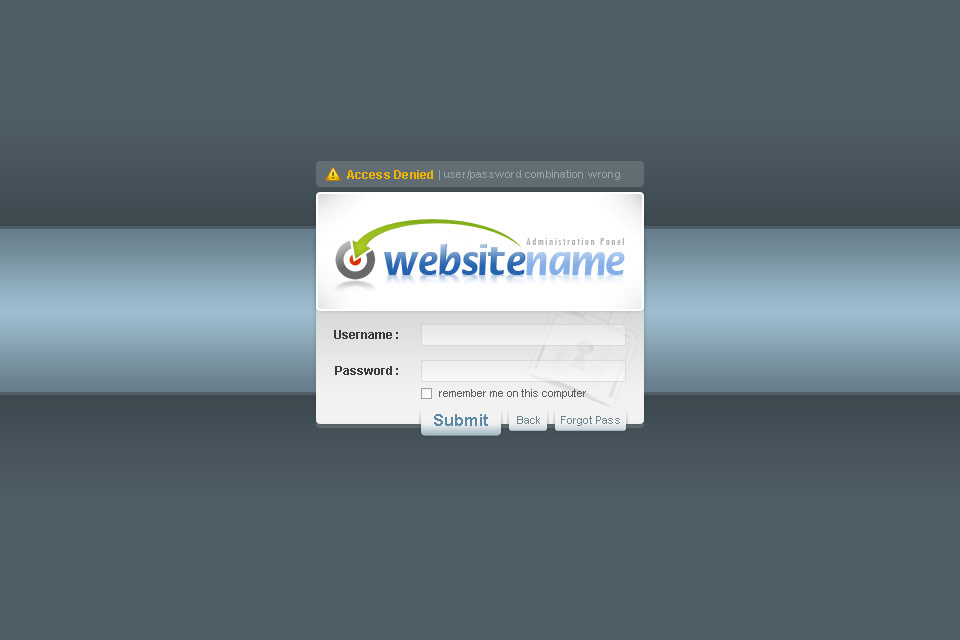 Access Denied | user/password combination wrong
Administration Panel
websitename
Username :
Password :
remember me on this computer
Submit Back Forgot Pass